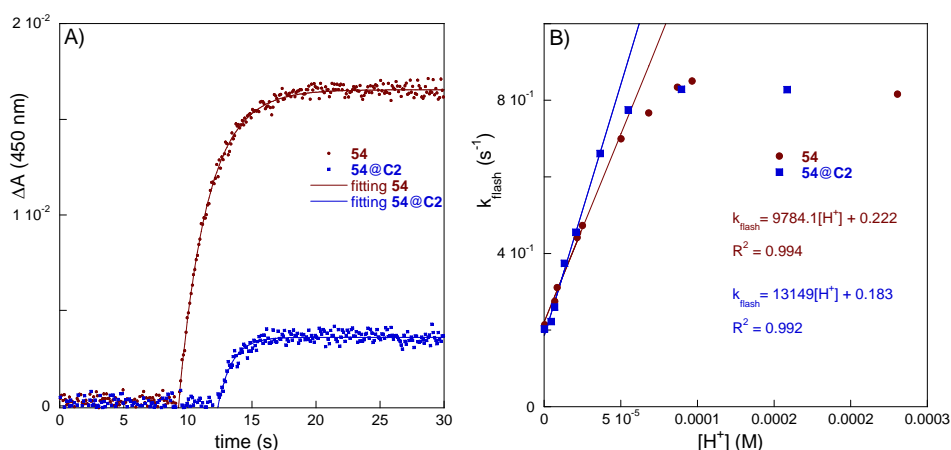 A)
2 10⁻²
1 10⁻²
0
ΔA (450 nm)
54
54@C2
fitting 54
fitting 54@C2
0 5 10 15 20 25 30
time (s)
B)
8 10⁻¹
4 10⁻¹
0
k_flash (s⁻¹)
54
54@C2
k_flash= 9784.1[H⁺] + 0.222
R² = 0.994
k_flash= 13149[H⁺] + 0.183
R² = 0.992
0 5 10⁻⁵ 0.0001 0.0002 0.0002 0.0003
[H⁺] (M)